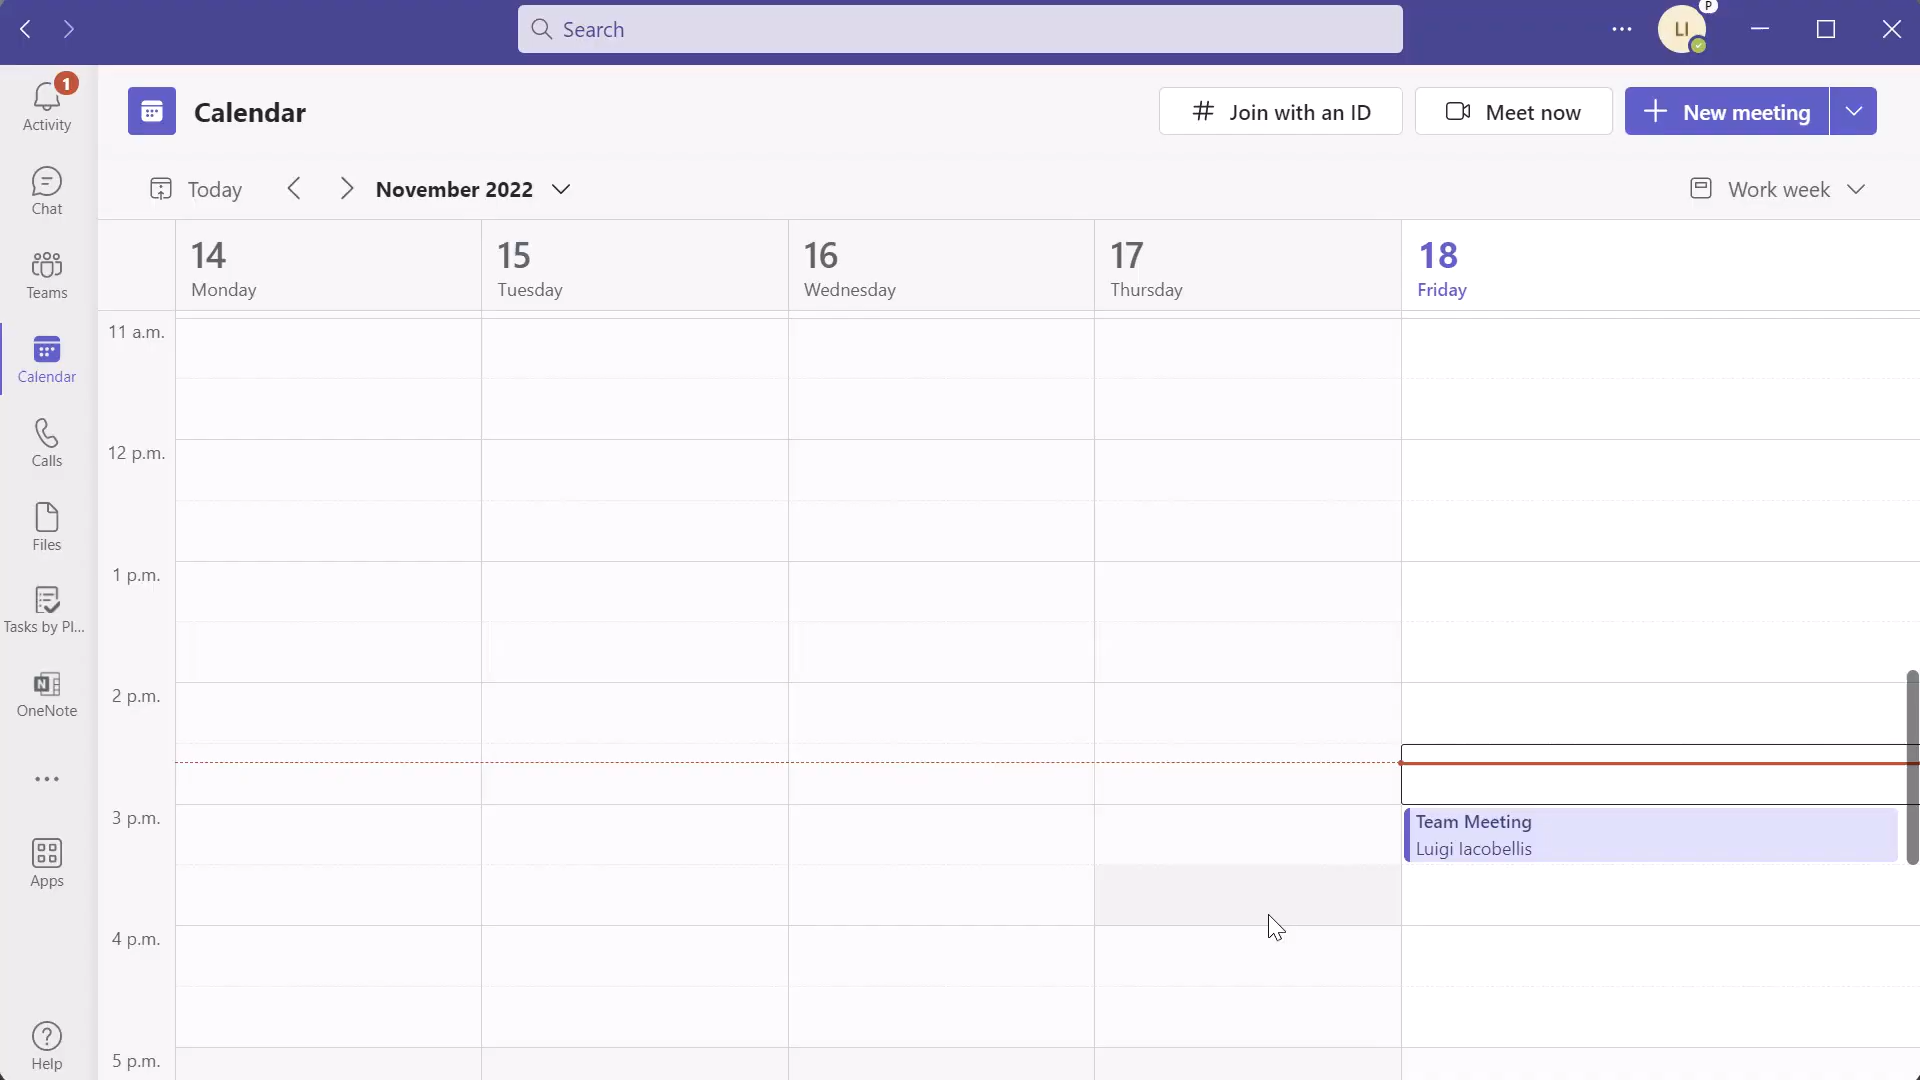 Search
LI
P
1
Activity
Chat
Teams
Calendar
Calls
Files
Tasks by Pl...
OneNote
Apps
Help
Calendar
# Join with an ID
Meet now
New meeting
Today
November 2022
Work week
14
Monday
15
Tuesday
16
Wednesday
17
Thursday
18
Friday
11 a.m.
12 p.m.
1 p.m.
2 p.m.
3 p.m.
Team Meeting
Luigi Iacobellis
4 p.m.
5 p.m.